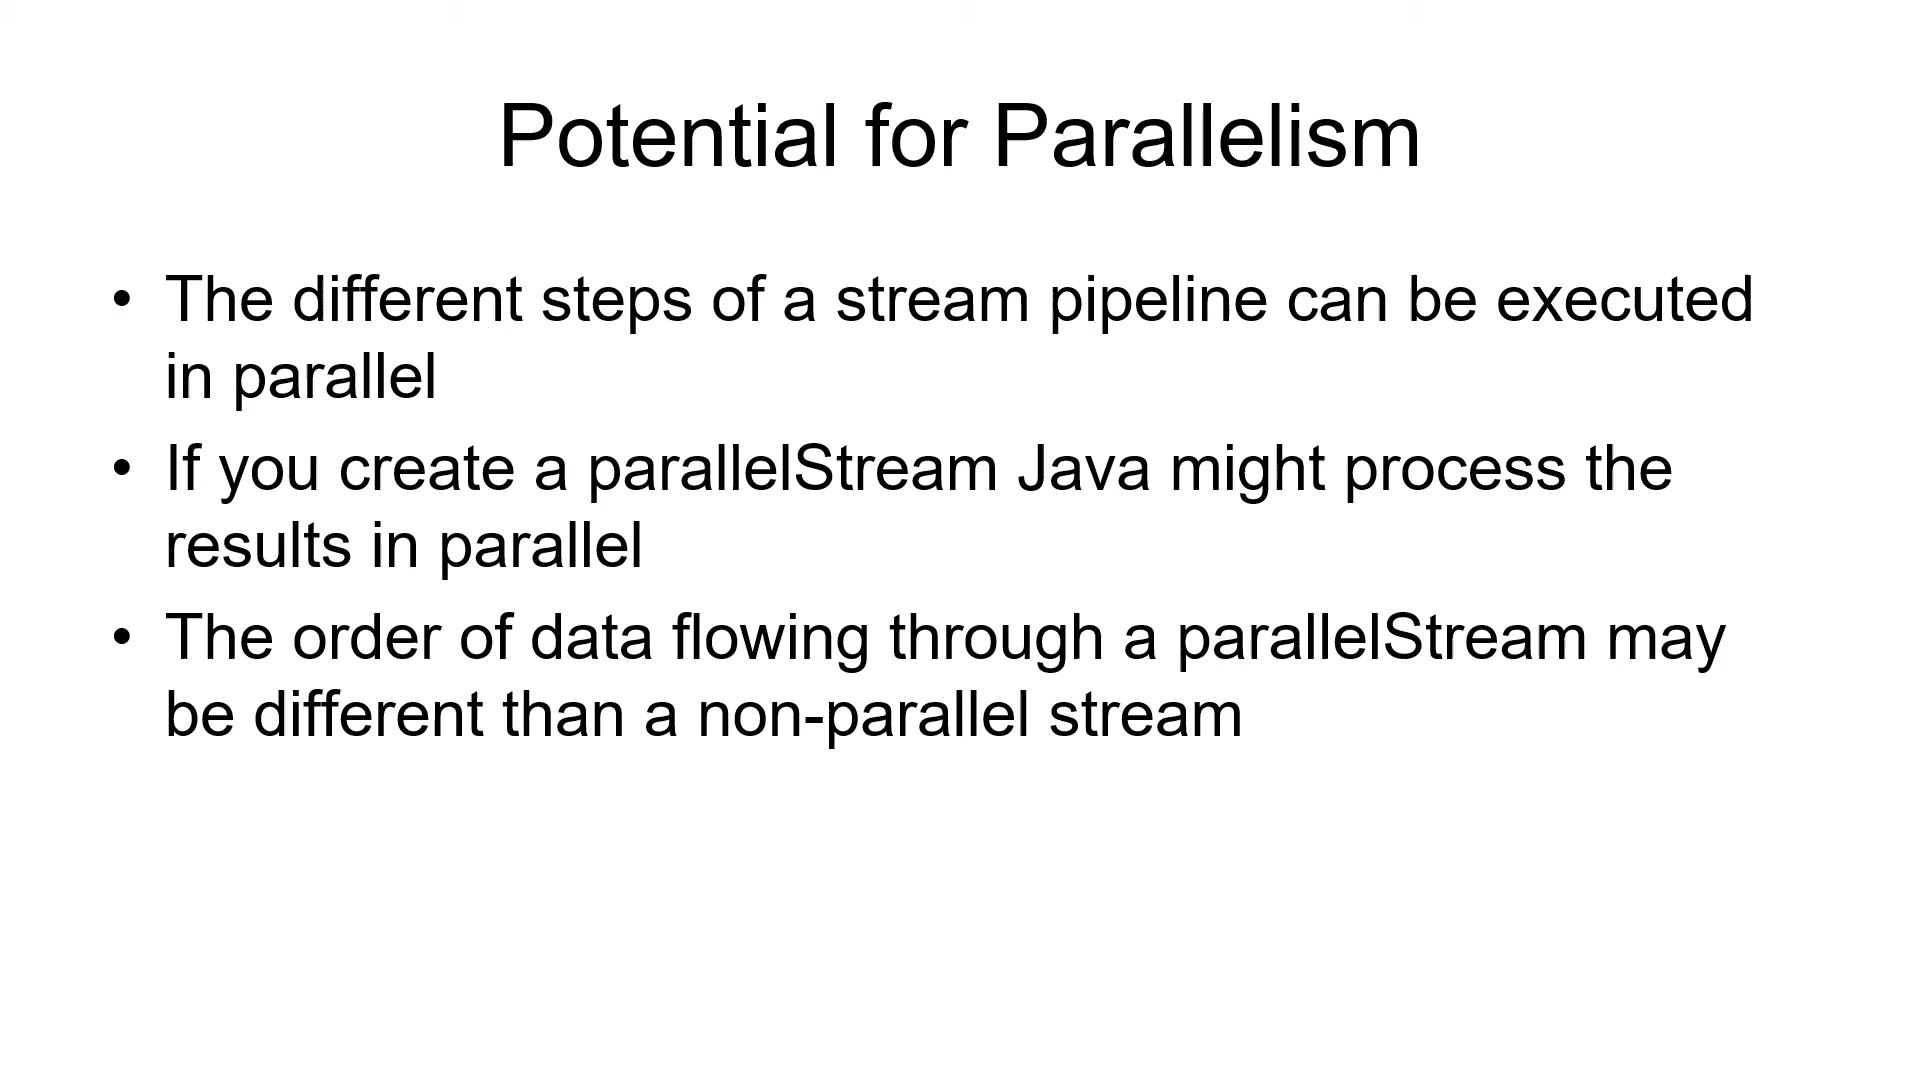 Potential for Parallelism
• The different steps of a stream pipeline can be executed
in parallel
• If you create a parallelStream Java might process the
results in parallel
• The order of data flowing through a parallelStream may
be different than a non-parallel stream